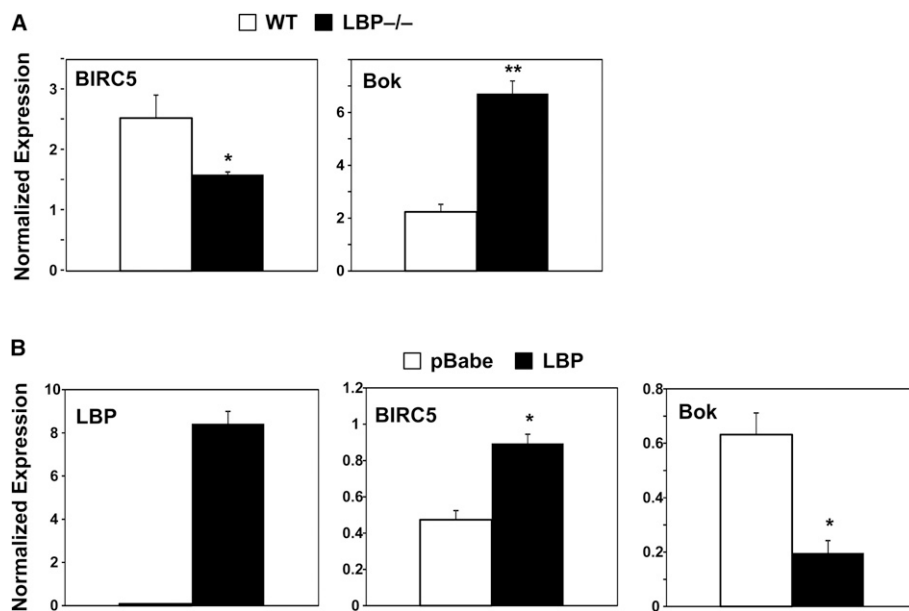 A
WT LBP–/–
BIRC5
Normalized Expression
3
2
1
0
*
Bok
6
4
2
0
**
B
pBabe LBP
LBP
Normalized Expression
10
8
6
4
2
0
BIRC5
1.2
1
0.8
0.6
0.4
0.2
0
*
Bok
0.8
0.6
0.4
0.2
0
*